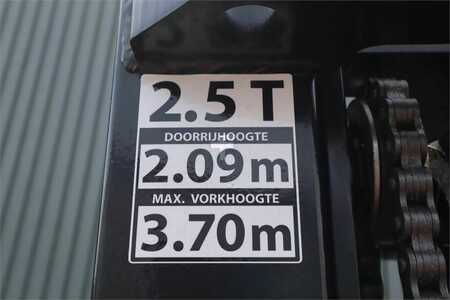 2.5 T
DOORRIJHOOGTE
2.09 m
MAX. VORKHOOGTE
3.70 m